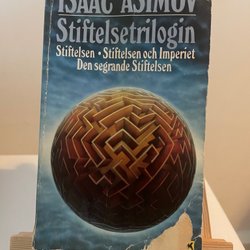 ISAAC ASIMOV
Stiftelsetrilogin
Stiftelsen • Stiftelsen och Imperiet
Den segrande Stiftelsen